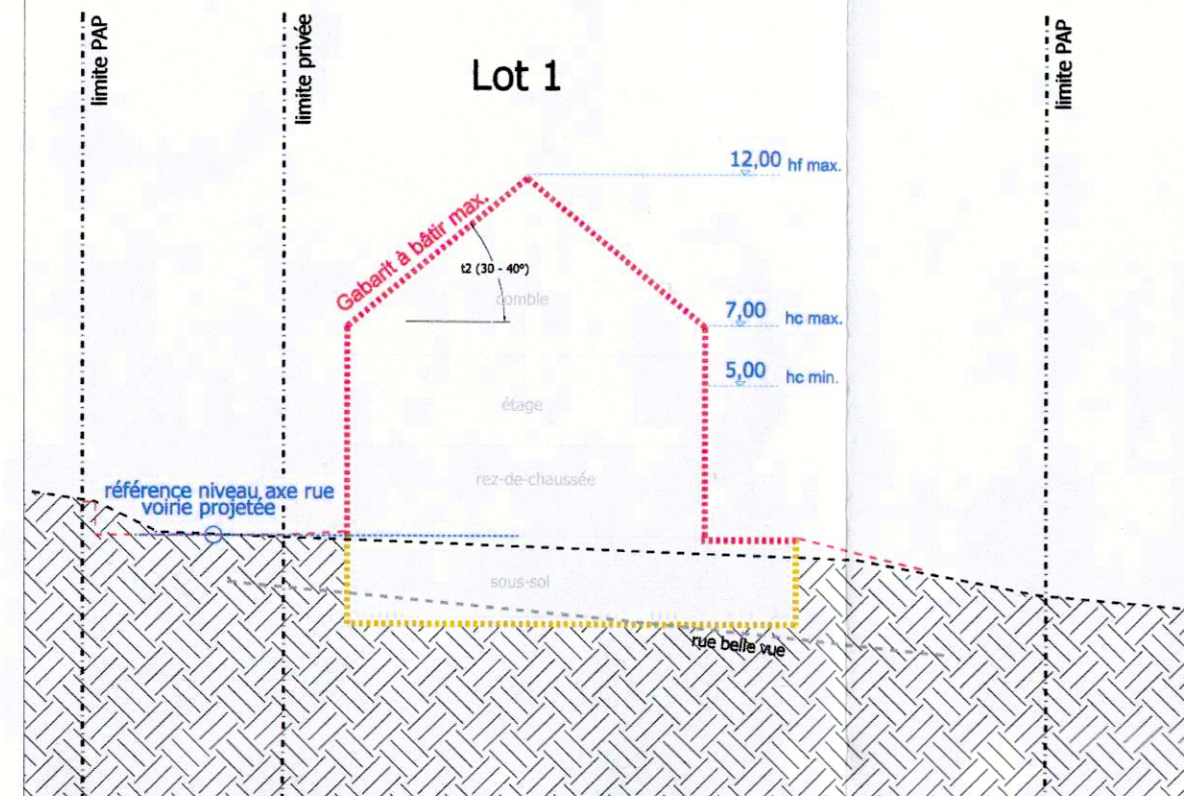 limite PAP
limite privée
Lot 1
limite PAP
12,00 hf max.
Gabarit à bâtir max.
t2 (30 - 40°)
comble
7,00 hc max.
5,00 hc min.
étage
rez-de-chaussée
référence niveau axe rue
voirie projetée
sous-sol
rue belle vue